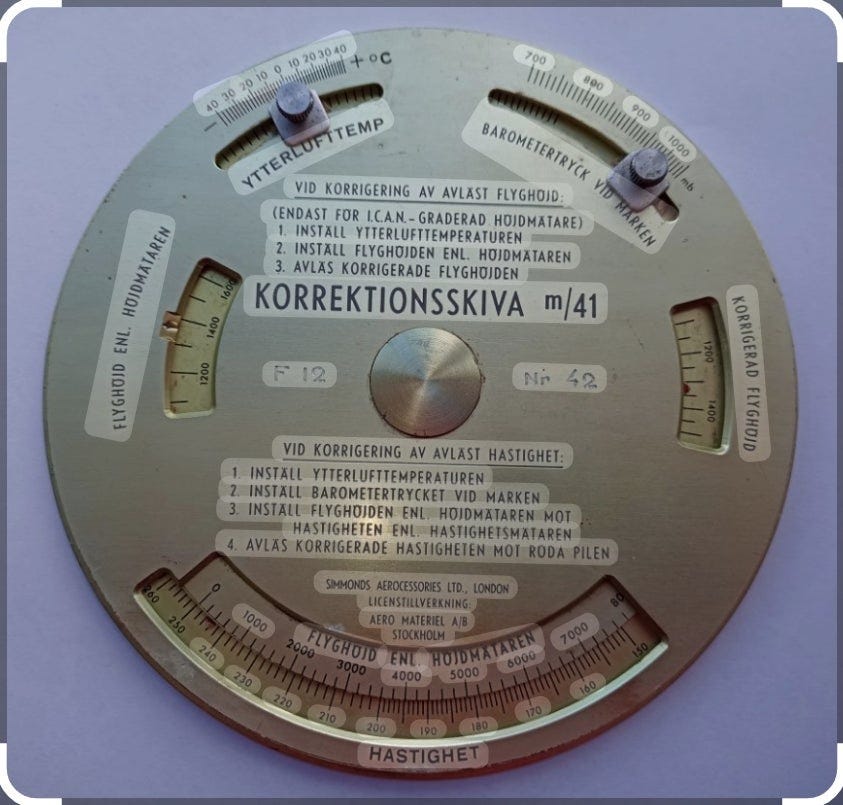 40 30 20 10 0 10 20 30 40 + °C
−
YTTERLUFTTEMP
700 800 900 1000 mb
BAROMETERTRYCK VID MARKEN
VID KORRIGERING AV AVLÄST FLYGHÖJD:
(ENDAST FÖR I.C.A.N.-GRADERAD HÖJDMÄTARE)
1. INSTÄLL YTTERLUFTTEMPERATUREN
2. INSTÄLL FLYGHÖJDEN ENL. HÖJDMÄTAREN
3. AVLÄS KORRIGERADE FLYGHÖJDEN
FLYGHÖJD ENL. HÖJDMÄTAREN
1600
1400
1200
KORREKTIONSSKIVA m/41
F 12 Nr 42
1200
1400
KORRIGERAD FLYGHÖJD
VID KORRIGERING AV AVLÄST HASTIGHET:
1. INSTÄLL YTTERLUFTTEMPERATUREN
2. INSTÄLL BAROMETERTRYCKET VID MARKEN
3. INSTÄLL FLYGHÖJDEN ENL. HÖJDMÄTAREN MOT
HASTIGHETEN ENL. HASTIGHETSMÄTAREN
4. AVLÄS KORRIGERADE HASTIGHETEN MOT RÖDA PILEN
SIMMONDS AEROCESSORIES LTD., LONDON
LICENSTILLVERKNING:
AERO MATERIEL A/B
STOCKHOLM
FLYGHÖJD ENL. HÖJDMÄTAREN
0 1000 2000 3000 4000 5000 6000 7000 80
260 250 240 230 220 210 200 190 180 170 160 150
HASTIGHET